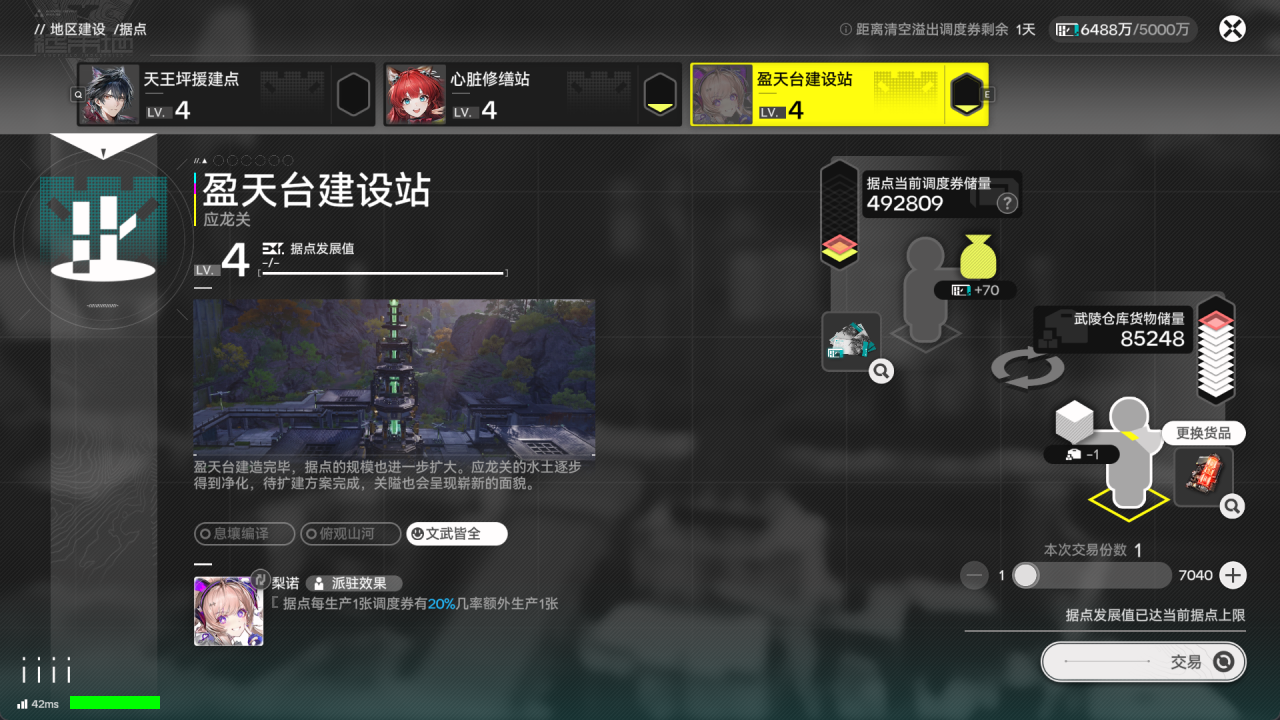 // 地区建设 /据点
距离清空溢出调度券剩余 1天
6488万/5000万
Q
天王坪援建点
LV. 4
心脏修缮站
LV. 4
盈天台建设站
LV. 4
E
盈天台建设站
应龙关
LV. 4
据点发展值
-/-
盈天台建造完毕，据点的规模也进一步扩大。应龙关的水土逐步
得到净化，待扩建方案完成，关隘也会呈现崭新的面貌。
息壤编译
俯观山河
文武皆全
梨诺
派驻效果
据点每生产1张调度券有20%几率额外生产1张
据点当前调度券储量
492809
?
+70
武陵仓库货物储量
85248
更换货品
-1
本次交易份数 1
1
7040
据点发展值已达当前据点上限
交易
42ms